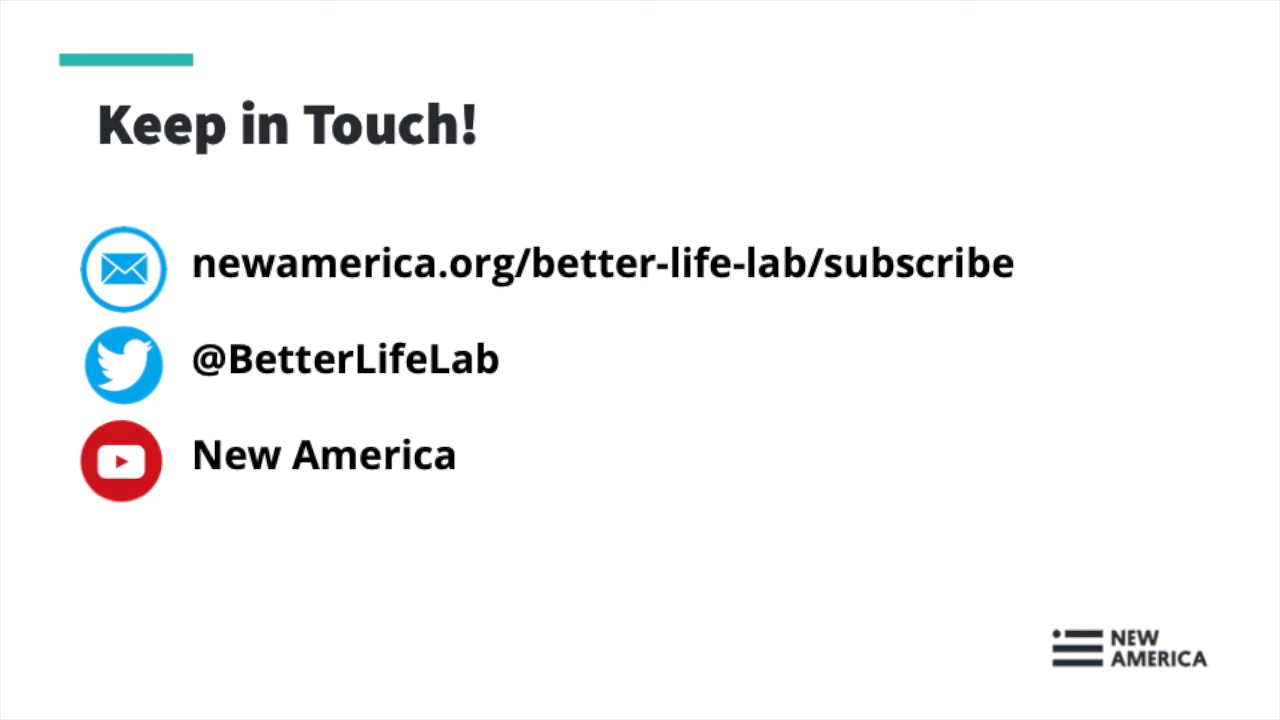 Keep in Touch!
newamerica.org/better-life-lab/subscribe
@BetterLifeLab
New America
NEW
AMERICA